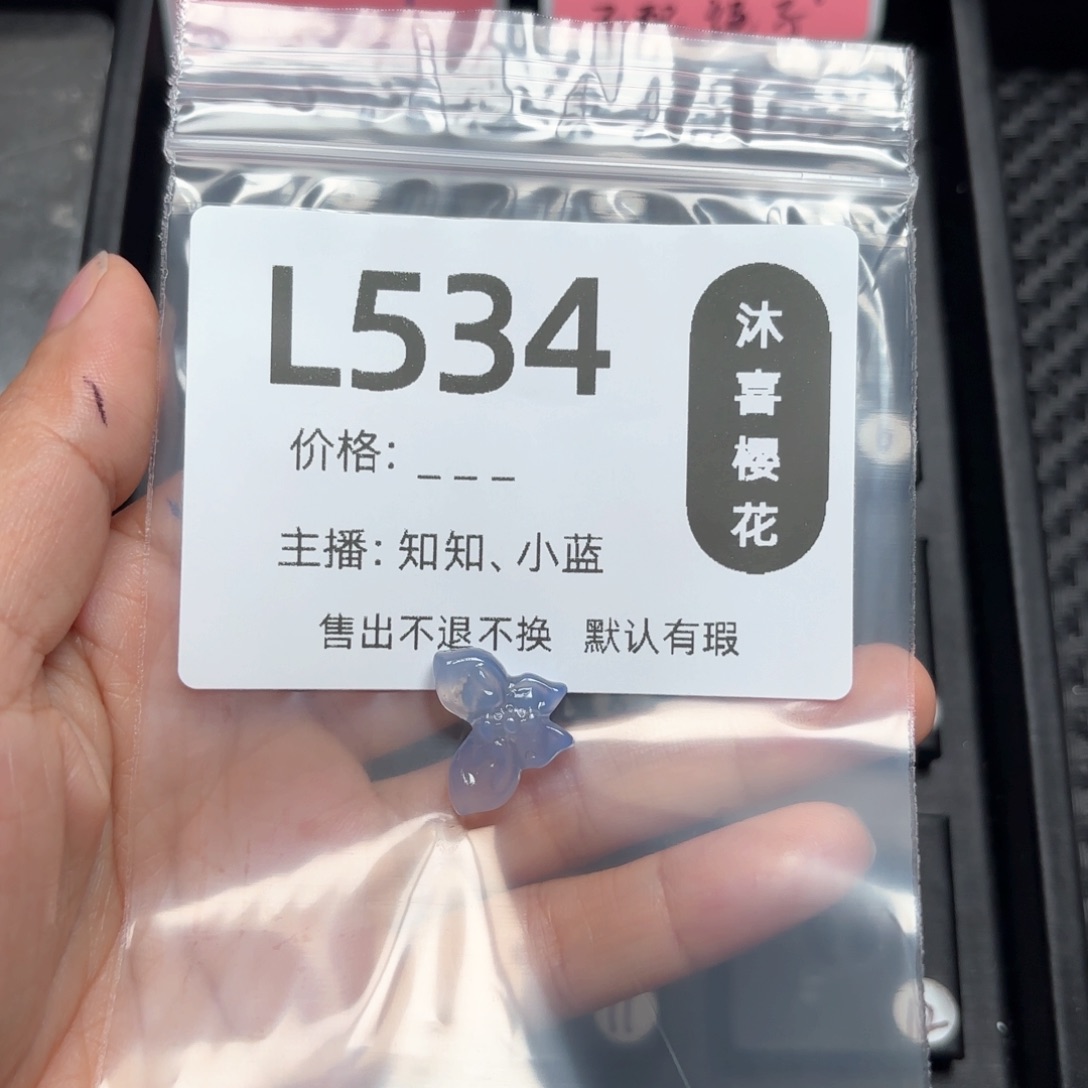 L534
价格: _ _ _
主播: 知知、小蓝
售出不退不换 默认有瑕
沐喜樱花